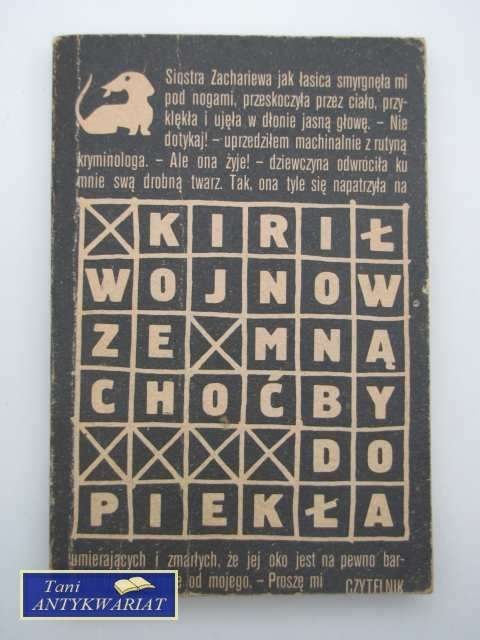 Siostra Zachariewa jak łasica smyrgnęła mi
pod nogami, przeskoczyła przez ciało, przy-
klękła i ujęła w dłonie jasną głowę. – Nie
dotykaj! – uprzedziłem machinalnie z rutyną
kryminologa. – Ale ona żyje! – dziewczyna odwróciła ku
mnie swą drobną twarz. Tak, ona tyle się napatrzyła na
KIRIŁ
WOJNOW
ZE MNĄ
CHOĆBY
DO
PIEKŁA
umierających i zmarłych, że jej oko jest na pewno bar-
od mojego. – Proszę mi
CZYTELNIK
Tani
ANTYKWARIAT